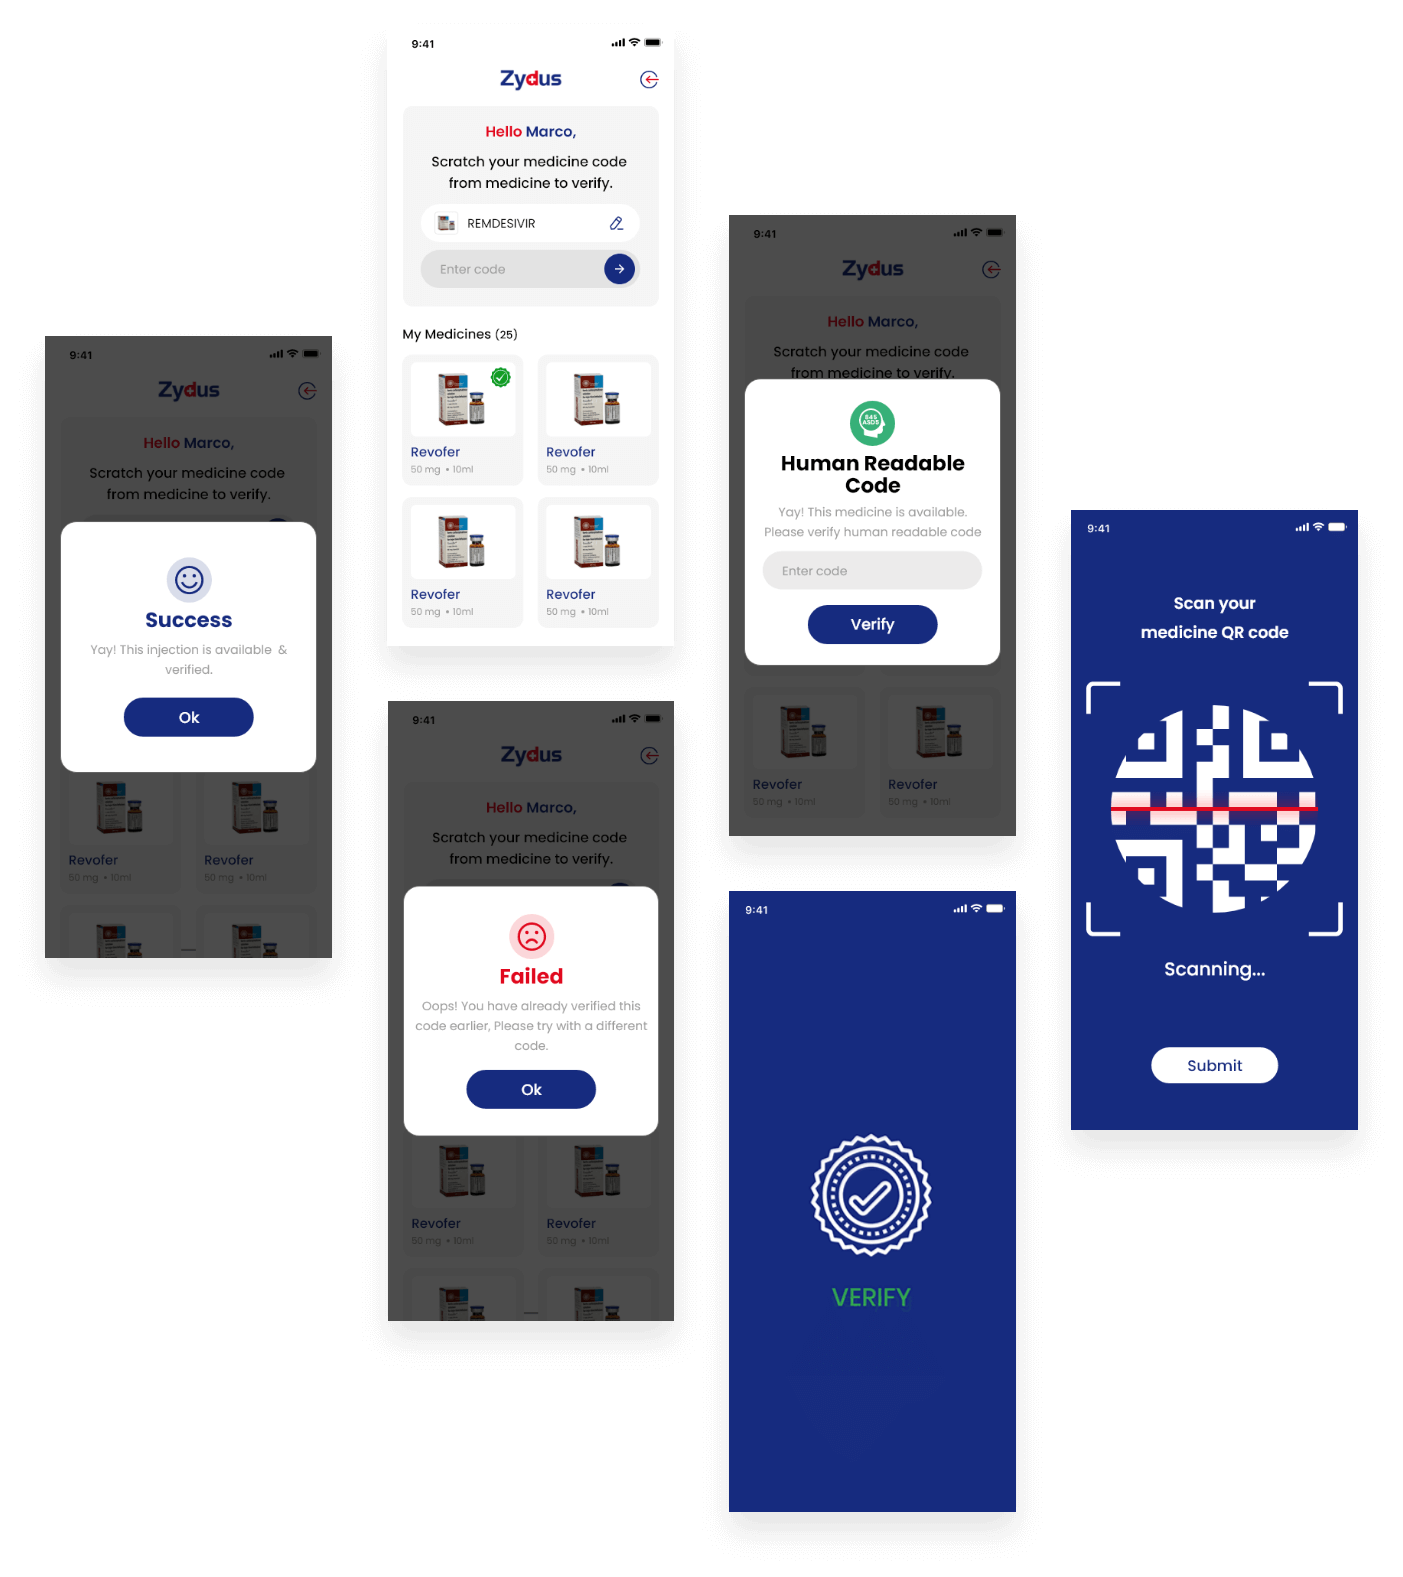 9:41
Zydus
Hello Marco,
Scratch your medicine code
from medicine to verify.
Success
Yay! This injection is available &
verified.
Ok
Revofer
50 mg • 10ml
Revofer
50 mg • 10ml
9:41
Zydus
Hello Marco,
Scratch your medicine code
from medicine to verify.
REMDESIVIR
Enter code
My Medicines (25)
Revofer
50 mg • 10ml
Revofer
50 mg • 10ml
Revofer
50 mg • 10ml
Revofer
50 mg • 10ml
9:41
Zydus
Hello Marco,
Scratch your medicine code
from medicine to verify.
Failed
Oops! You have already verified this
code earlier, Please try with a different
code.
Ok
Revofer
50 mg • 10ml
Revofer
50 mg • 10ml
9:41
Zydus
Hello Marco,
Scratch your medicine code
from medicine to verify.
Human Readable
Code
Yay! This medicine is available.
Please verify human readable code
Enter code
Verify
Revofer
50 mg • 10ml
Revofer
50 mg • 10ml
9:41
VERIFY
9:41
Scan your
medicine QR code
Scanning...
Submit